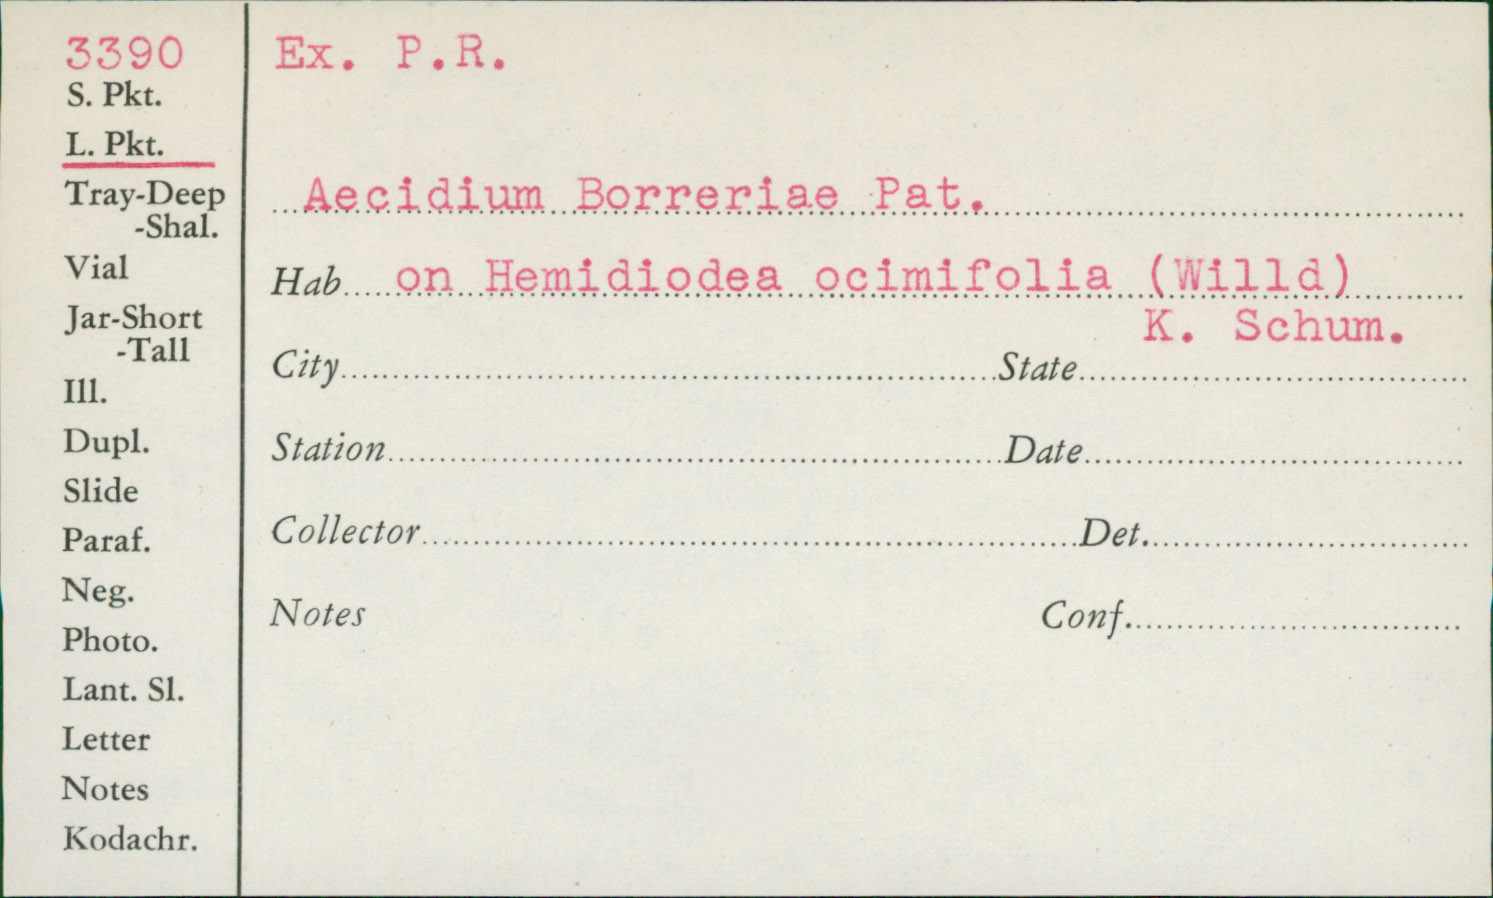 3390
S. Pkt.
L. Pkt.
Tray-Deep
-Shal.
Vial
Jar-Short
-Tall
Ill.
Dupl.
Slide
Paraf.
Neg.
Photo.
Lant. Sl.
Letter
Notes
Kodachr.
Ex. P.R.
Aecidium Borreriae Pat.
Hab. on Hemidiodea ocimifolia (Willd)
K. Schum.
City State
Station Date
Collector Det.
Notes Conf.